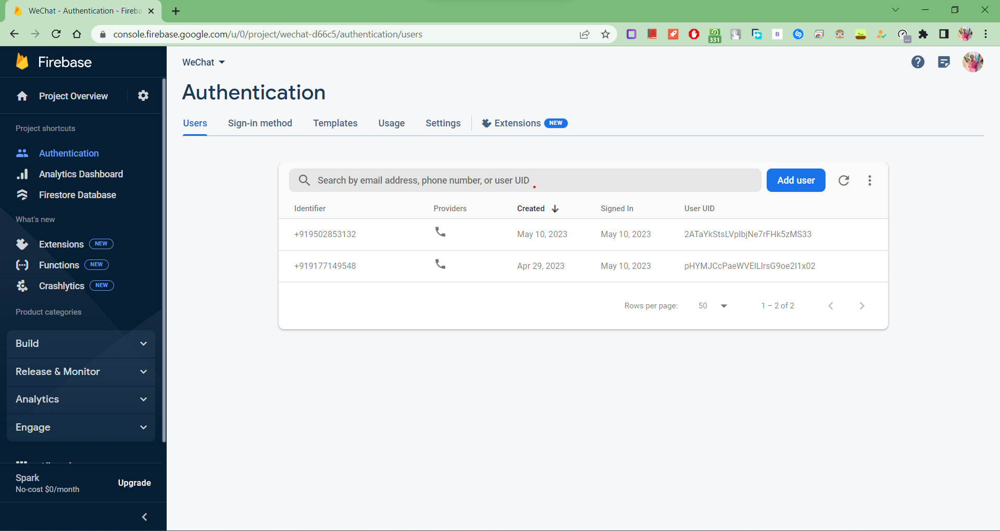 WeChat - Authentication - Fireba
console.firebase.google.com/u/0/project/wechat-d66c5/authentication/users
331
B
Firebase
Project Overview
Project shortcuts
Authentication
Analytics Dashboard
Firestore Database
What's new
Extensions NEW
Functions NEW
Crashlytics NEW
Product categories
Build
Release & Monitor
Analytics
Engage
Spark
No-cost $0/month
Upgrade
WeChat
Authentication
Users Sign-in method Templates Usage Settings Extensions NEW
Search by email address, phone number, or user UID
Add user
Identifier Providers Created Signed In User UID
+919502853132 May 10, 2023 May 10, 2023 2ATaYkStsLVplbjNe7rFHk5zMS33
+919177149548 Apr 29, 2023 May 10, 2023 pHYMJCcPaeWVEILlrsG9oe2I1x02
Rows per page: 50 1 – 2 of 2